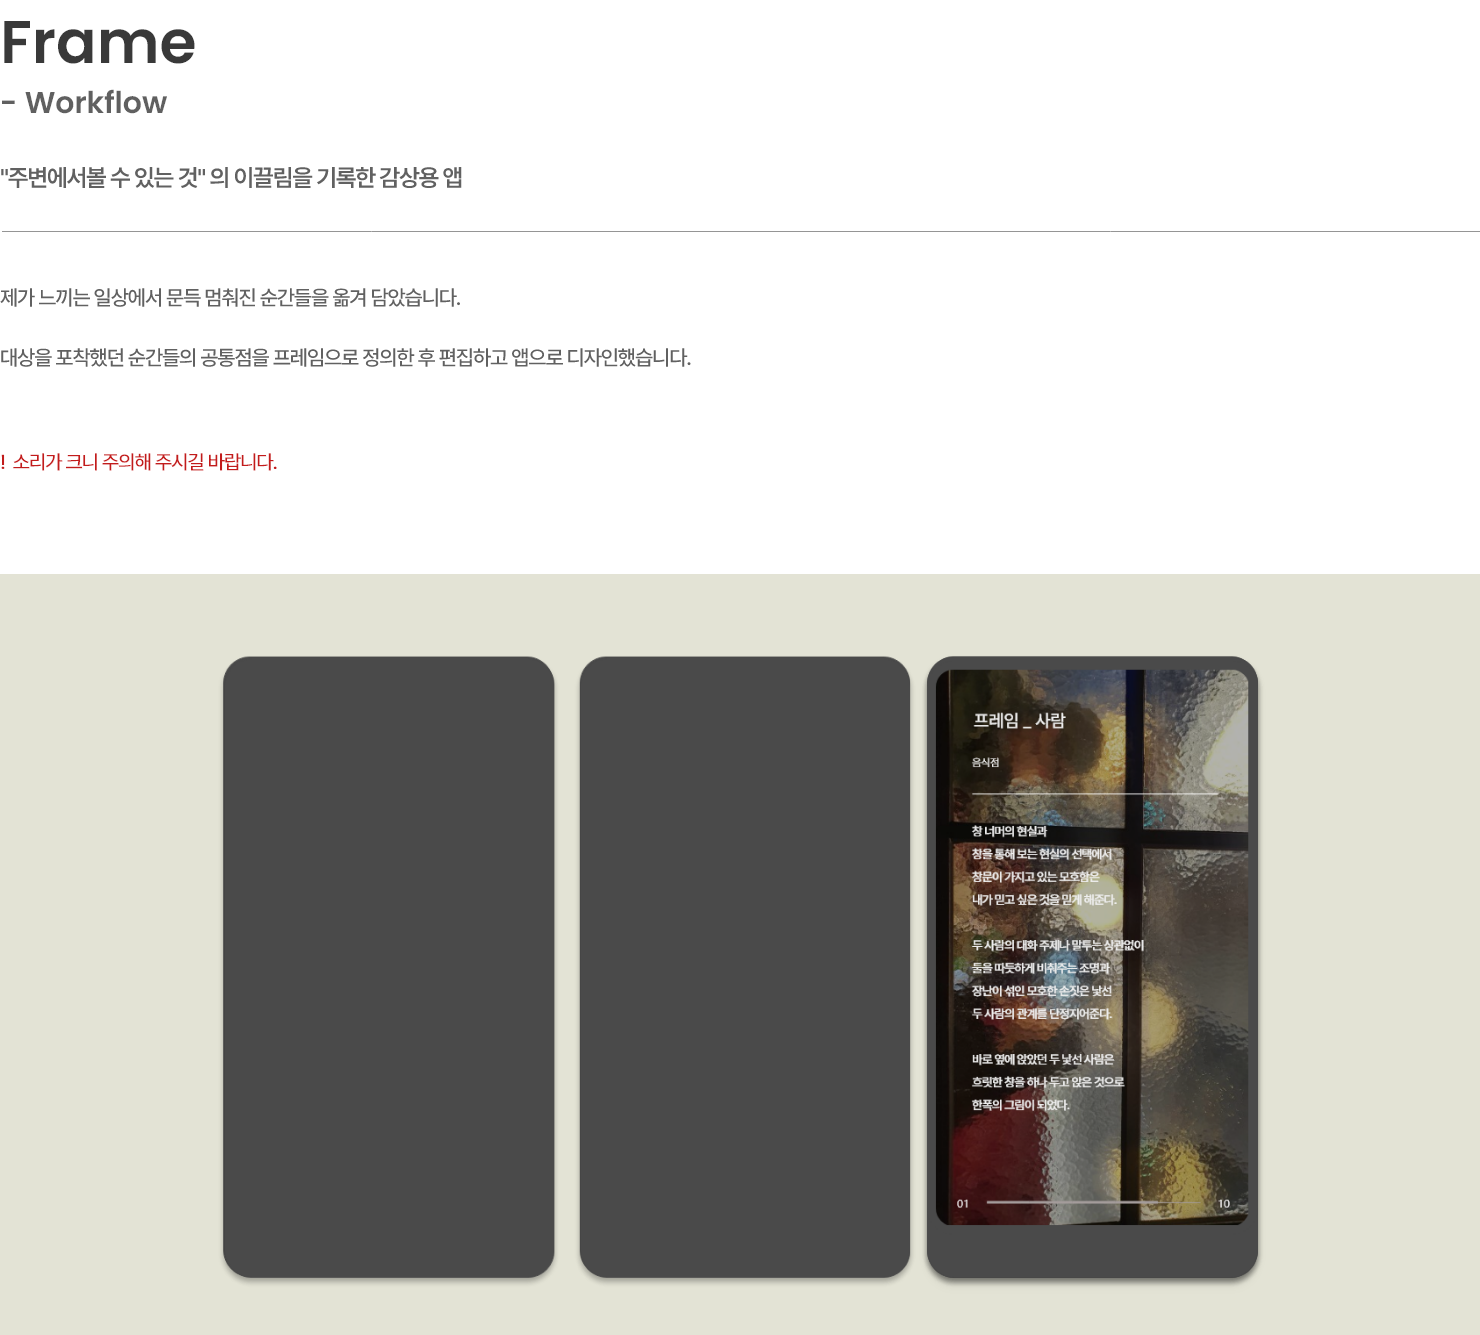 Frame
- Workflow
"주변에서볼 수 있는 것" 의 이끌림을 기록한 감상용 앱
제가 느끼는 일상에서 문득 멈춰진 순간들을 옮겨 담았습니다.
대상을 포착했던 순간들의 공통점을 프레임으로 정의한 후 편집하고 앱으로 디자인했습니다.
! 소리가 크니 주의해 주시길 바랍니다.
프레임 _ 사람
음식점
창 너머의 현실과
창을 통해 보는 현실의 선택에서
창문이 가지고 있는 모호함은
내가 믿고 싶은 것을 믿게 해준다.
두 사람의 대화 주제나 말투는 상관없이
둘을 따듯하게 비춰주는 조명과
장난이 섞인 모호한 손짓은 낯선
두 사람의 관계를 단정지어준다.
바로 옆에 앉았던 두 낯선 사람은
흐릿한 창을 하나 두고 앉은 것으로
한폭의 그림이 되었다.
01 10